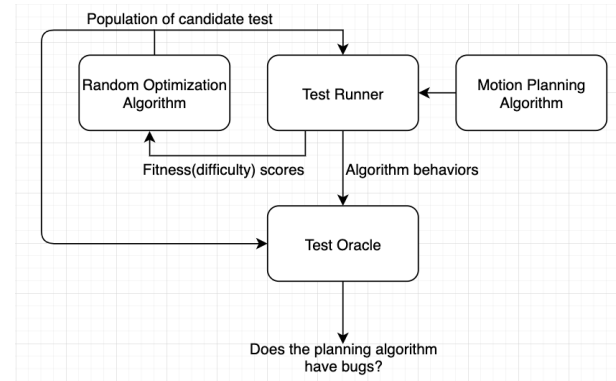 Population of candidate test
Random Optimization
Algorithm
Test Runner
Motion Planning
Algorithm
Fitness(difficulty) scores
Algorithm behaviors
Test Oracle
Does the planning algorithm
have bugs?